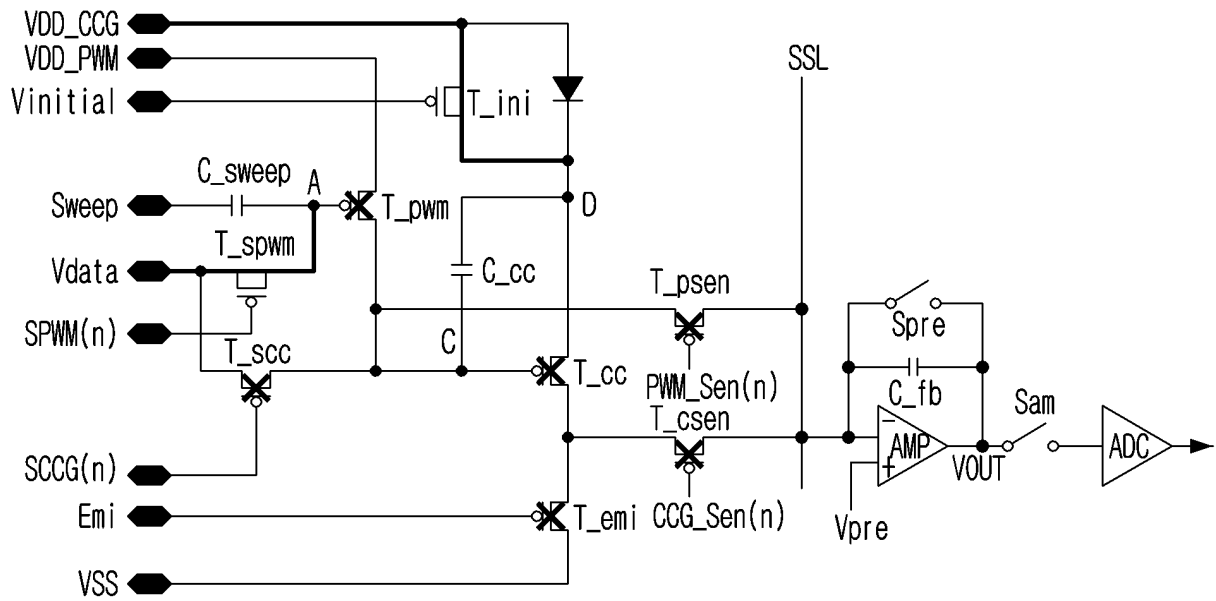 VDD_CCG
VDD_PWM
SSL
Vinitial
T_ini
C_sweep
A
Sweep
T_pwm
D
T_spwm
Vdata
C_cc
T_psen
SPWM(n)
Spre
T_scc
C
T_cc
PWM_Sen(n)
C_fb
T_csen
Sam
−
AMP
+
VOUT
ADC
SCCG(n)
Emi
T_emi
CCG_Sen(n)
Vpre
VSS